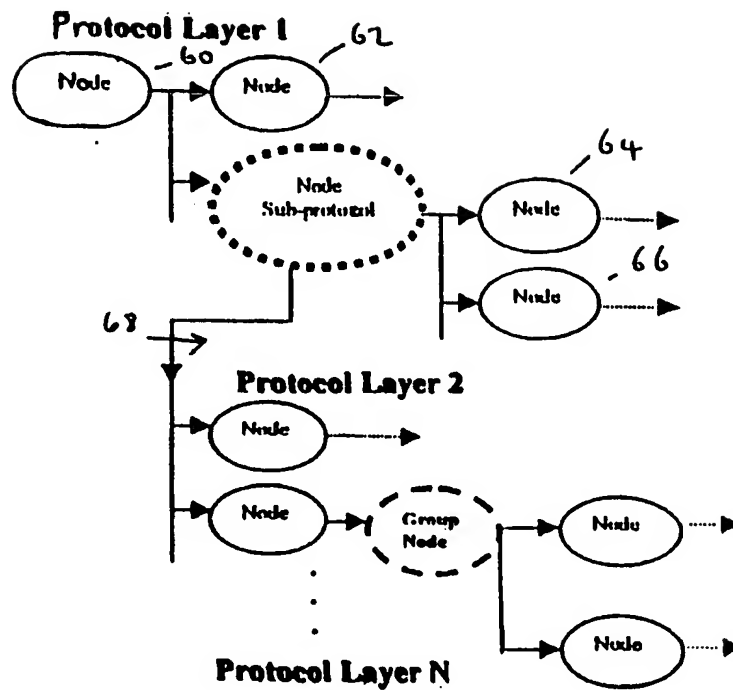 Protocol Layer 1
60
62
Node
Node
64
Node
Sub-protocol
Node
66
Node
68
Protocol Layer 2
Node
Node
Group
Node
Node
Node
Protocol Layer N